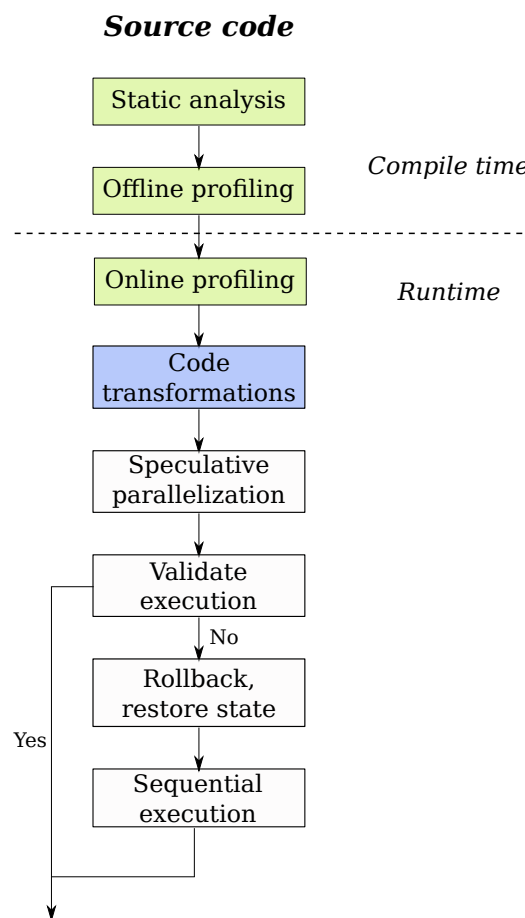 Source code
Static analysis
Compile time
Offline profiling
Online profiling
Runtime
Code
transformations
Speculative
parallelization
Validate
execution
No
Rollback,
restore state
Yes
Sequential
execution